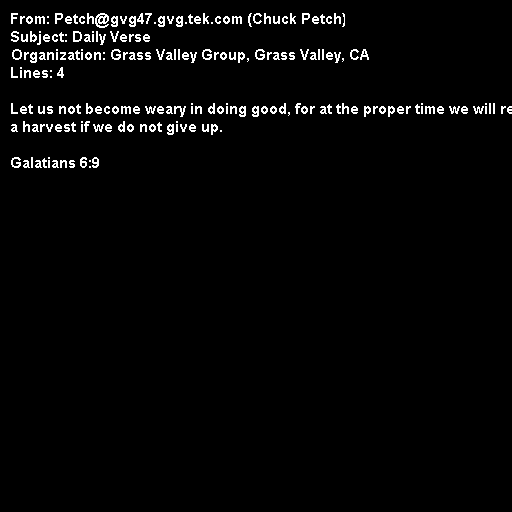 From: Petch@gvg47.gvg.tek.com (Chuck Petch)
Subject: Daily Verse
Organization: Grass Valley Group, Grass Valley, CA
Lines: 4

Let us not become weary in doing good, for at the proper time we will re
a harvest if we do not give up.

Galatians 6:9